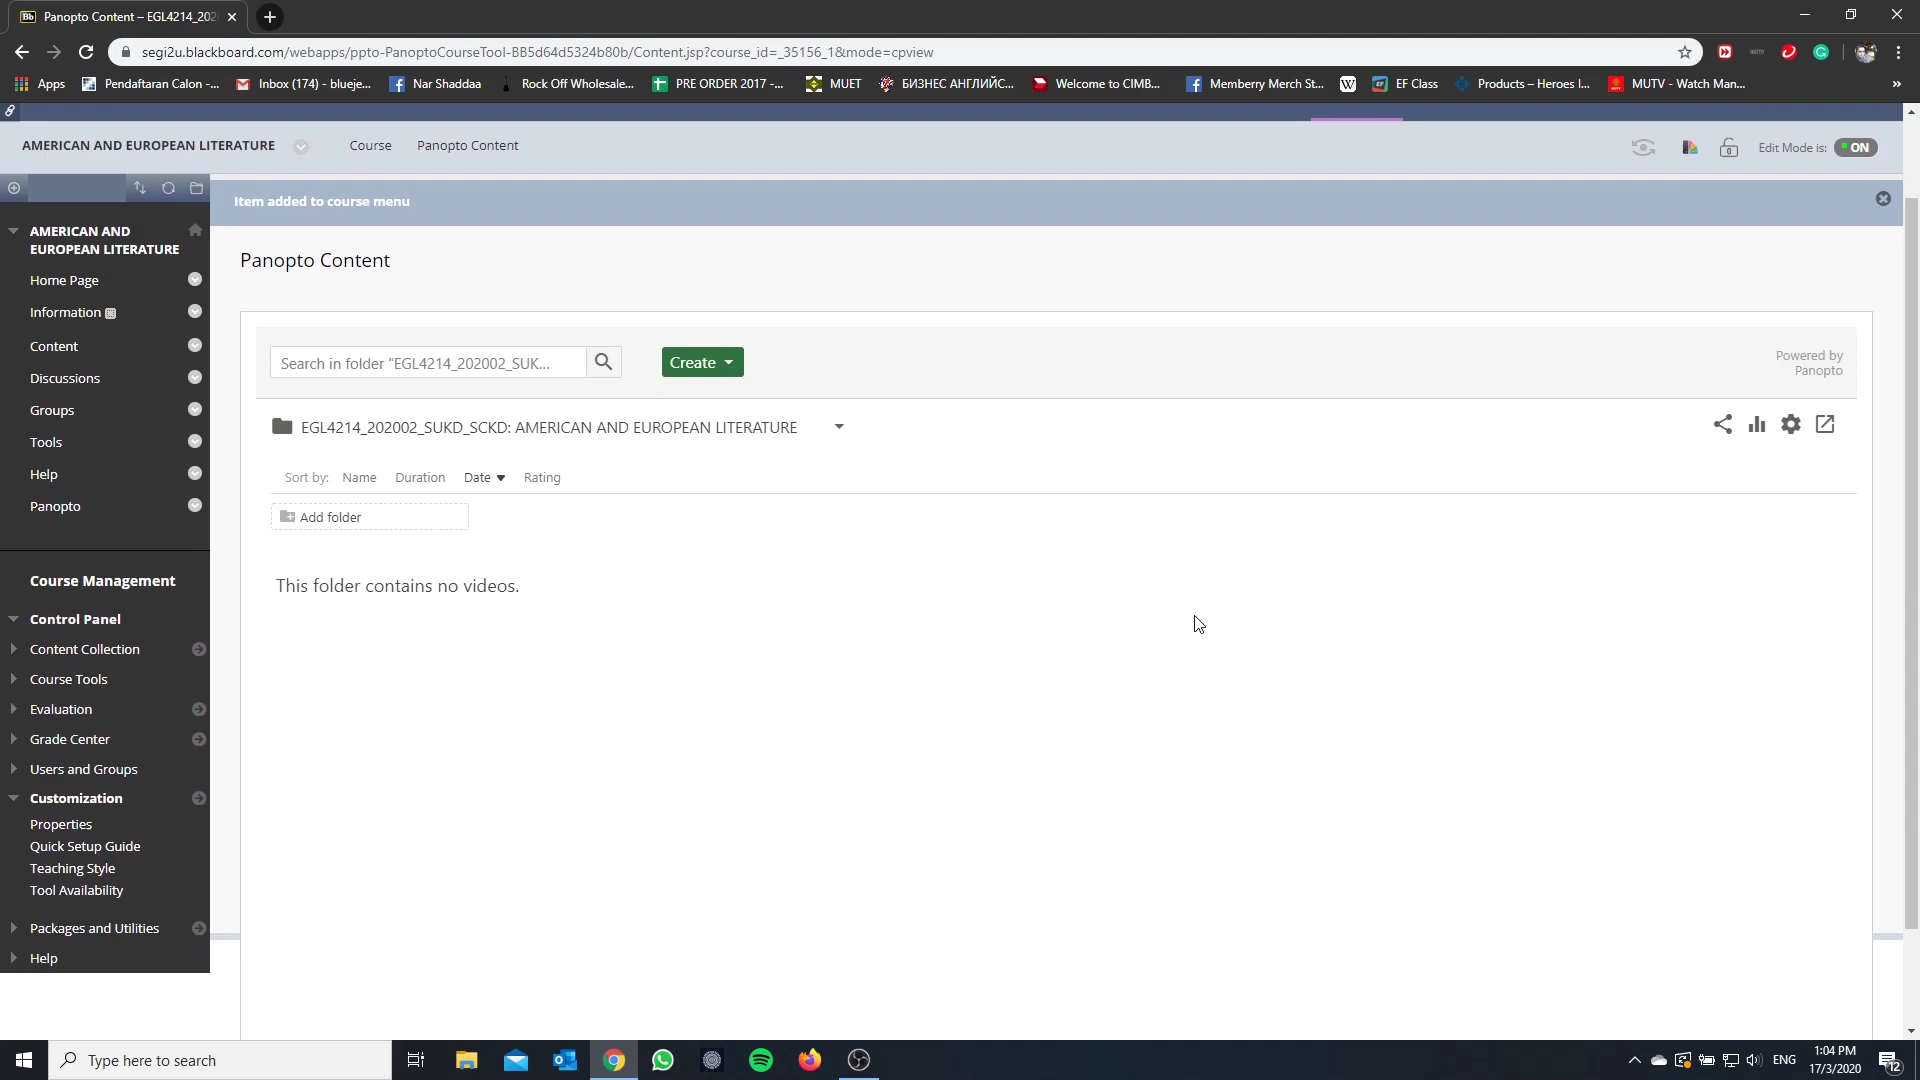 Panopto Content – EGL4214_202
segi2u.blackboard.com/webapps/ppto-PanoptoCourseTool-BB5d64d5324b80b/Content.jsp?course_id=_35156_1&mode=cpview
Apps
Pendaftaran Calon -...
Inbox (174) - blueje...
Nar Shaddaa
Rock Off Wholesale...
PRE ORDER 2017 -...
MUET
БИЗНЕС АНГЛИЙС...
Welcome to CIMB...
Memberry Merch St...
EF Class
Products – Heroes I...
MUTV - Watch Man...
»
AMERICAN AND EUROPEAN LITERATURE
Course
Panopto Content
Edit Mode is:
ON
Item added to course menu
AMERICAN AND
EUROPEAN LITERATURE
Home Page
Information
Content
Discussions
Groups
Tools
Help
Panopto
Course Management
Control Panel
Content Collection
Course Tools
Evaluation
Grade Center
Users and Groups
Customization
Properties
Quick Setup Guide
Teaching Style
Tool Availability
Packages and Utilities
Help
Panopto Content
Search in folder "EGL4214_202002_SUK...
Create
Powered by
Panopto
EGL4214_202002_SUKD_SCKD: AMERICAN AND EUROPEAN LITERATURE
Sort by: Name Duration Date Rating
Add folder
This folder contains no videos.
Type here to search
ENG
1:04 PM
17/3/2020
12